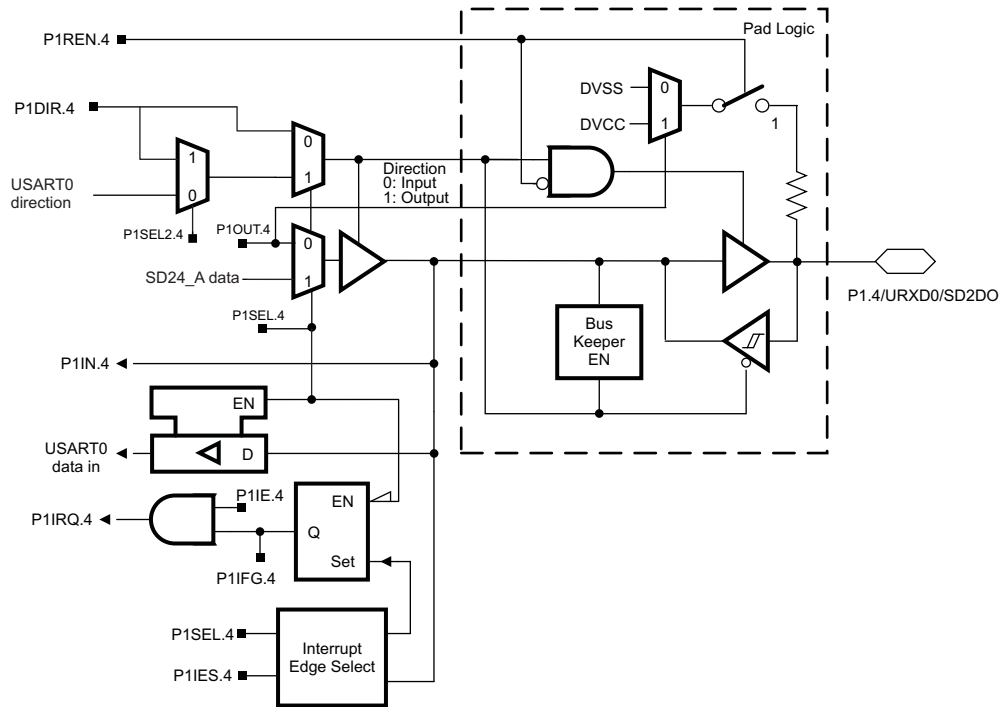 Pad Logic
P1REN.4
DVSS
0
DVCC
1
1
P1DIR.4
0
1
1
0
USART0
direction
P1SEL2.4
Direction
0: Input
1: Output
P1OUT.4
0
SD24_A data
1
P1SEL.4
P1.4/URXD0/SD2DO
Bus
Keeper
EN
P1IN.4
EN
USART0
data in
D
P1IE.4
P1IRQ.4
EN
Q
Set
P1IFG.4
P1SEL.4
P1IES.4
Interrupt
Edge Select